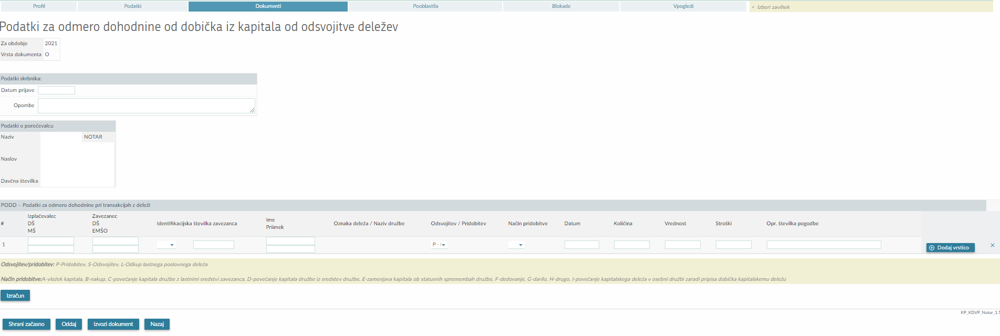 Profil Podatki Dokumenti Pooblastila Blokade Vpogledi < Izberi zavihek
Podatki za odmero dohodnine od dobička iz kapitala od odsvojitve deležev
Za obdobje 2021
Vrsta dokumenta O
Podatki skrbnika:
Datum prijave
Opombe
Podatki o poročevalcu
Naziv NOTAR
Naslov
Davčna številka
PODD – Podatki za odmero dohodnine pri transakcijah z deleži
#
Izplačevalec
DŠ
MŠ
Zavezanec
DŠ
EMŠO
Identifikacijska številka zavezanca
Ime
Priimek
Oznaka deleža / Naziv družbe
Odsvojitev / Pridobitev
Način pridobitve
Datum
Količina
Vrednost
Stroški
Opr. številka pogodbe
1 P - Dodaj vrstico ×
Odsvojitev/pridobitev: P-Pridobitev, S-Odsvojitev, L-Odkup lastnega poslovnega deleža
Način pridobitve:A-vložek kapitala, B-nakup, C-povečanje kapitala družbe z lastnimi sredstvi zavezanca, D-povečanje kapitala družbe iz sredstev družbe, E-zamenjava kapitala ob statusnih spremembah družbe, F-dedovanje, G-darilo, H-drugo, I-povečanje kapitalskega deleža v osebni družbi zaradi pripisa dobička kapitalskemu deležu
Izračun
KP_KDVP_Notar_1.5
Shrani začasno Oddaj Izvozi dokument Nazaj